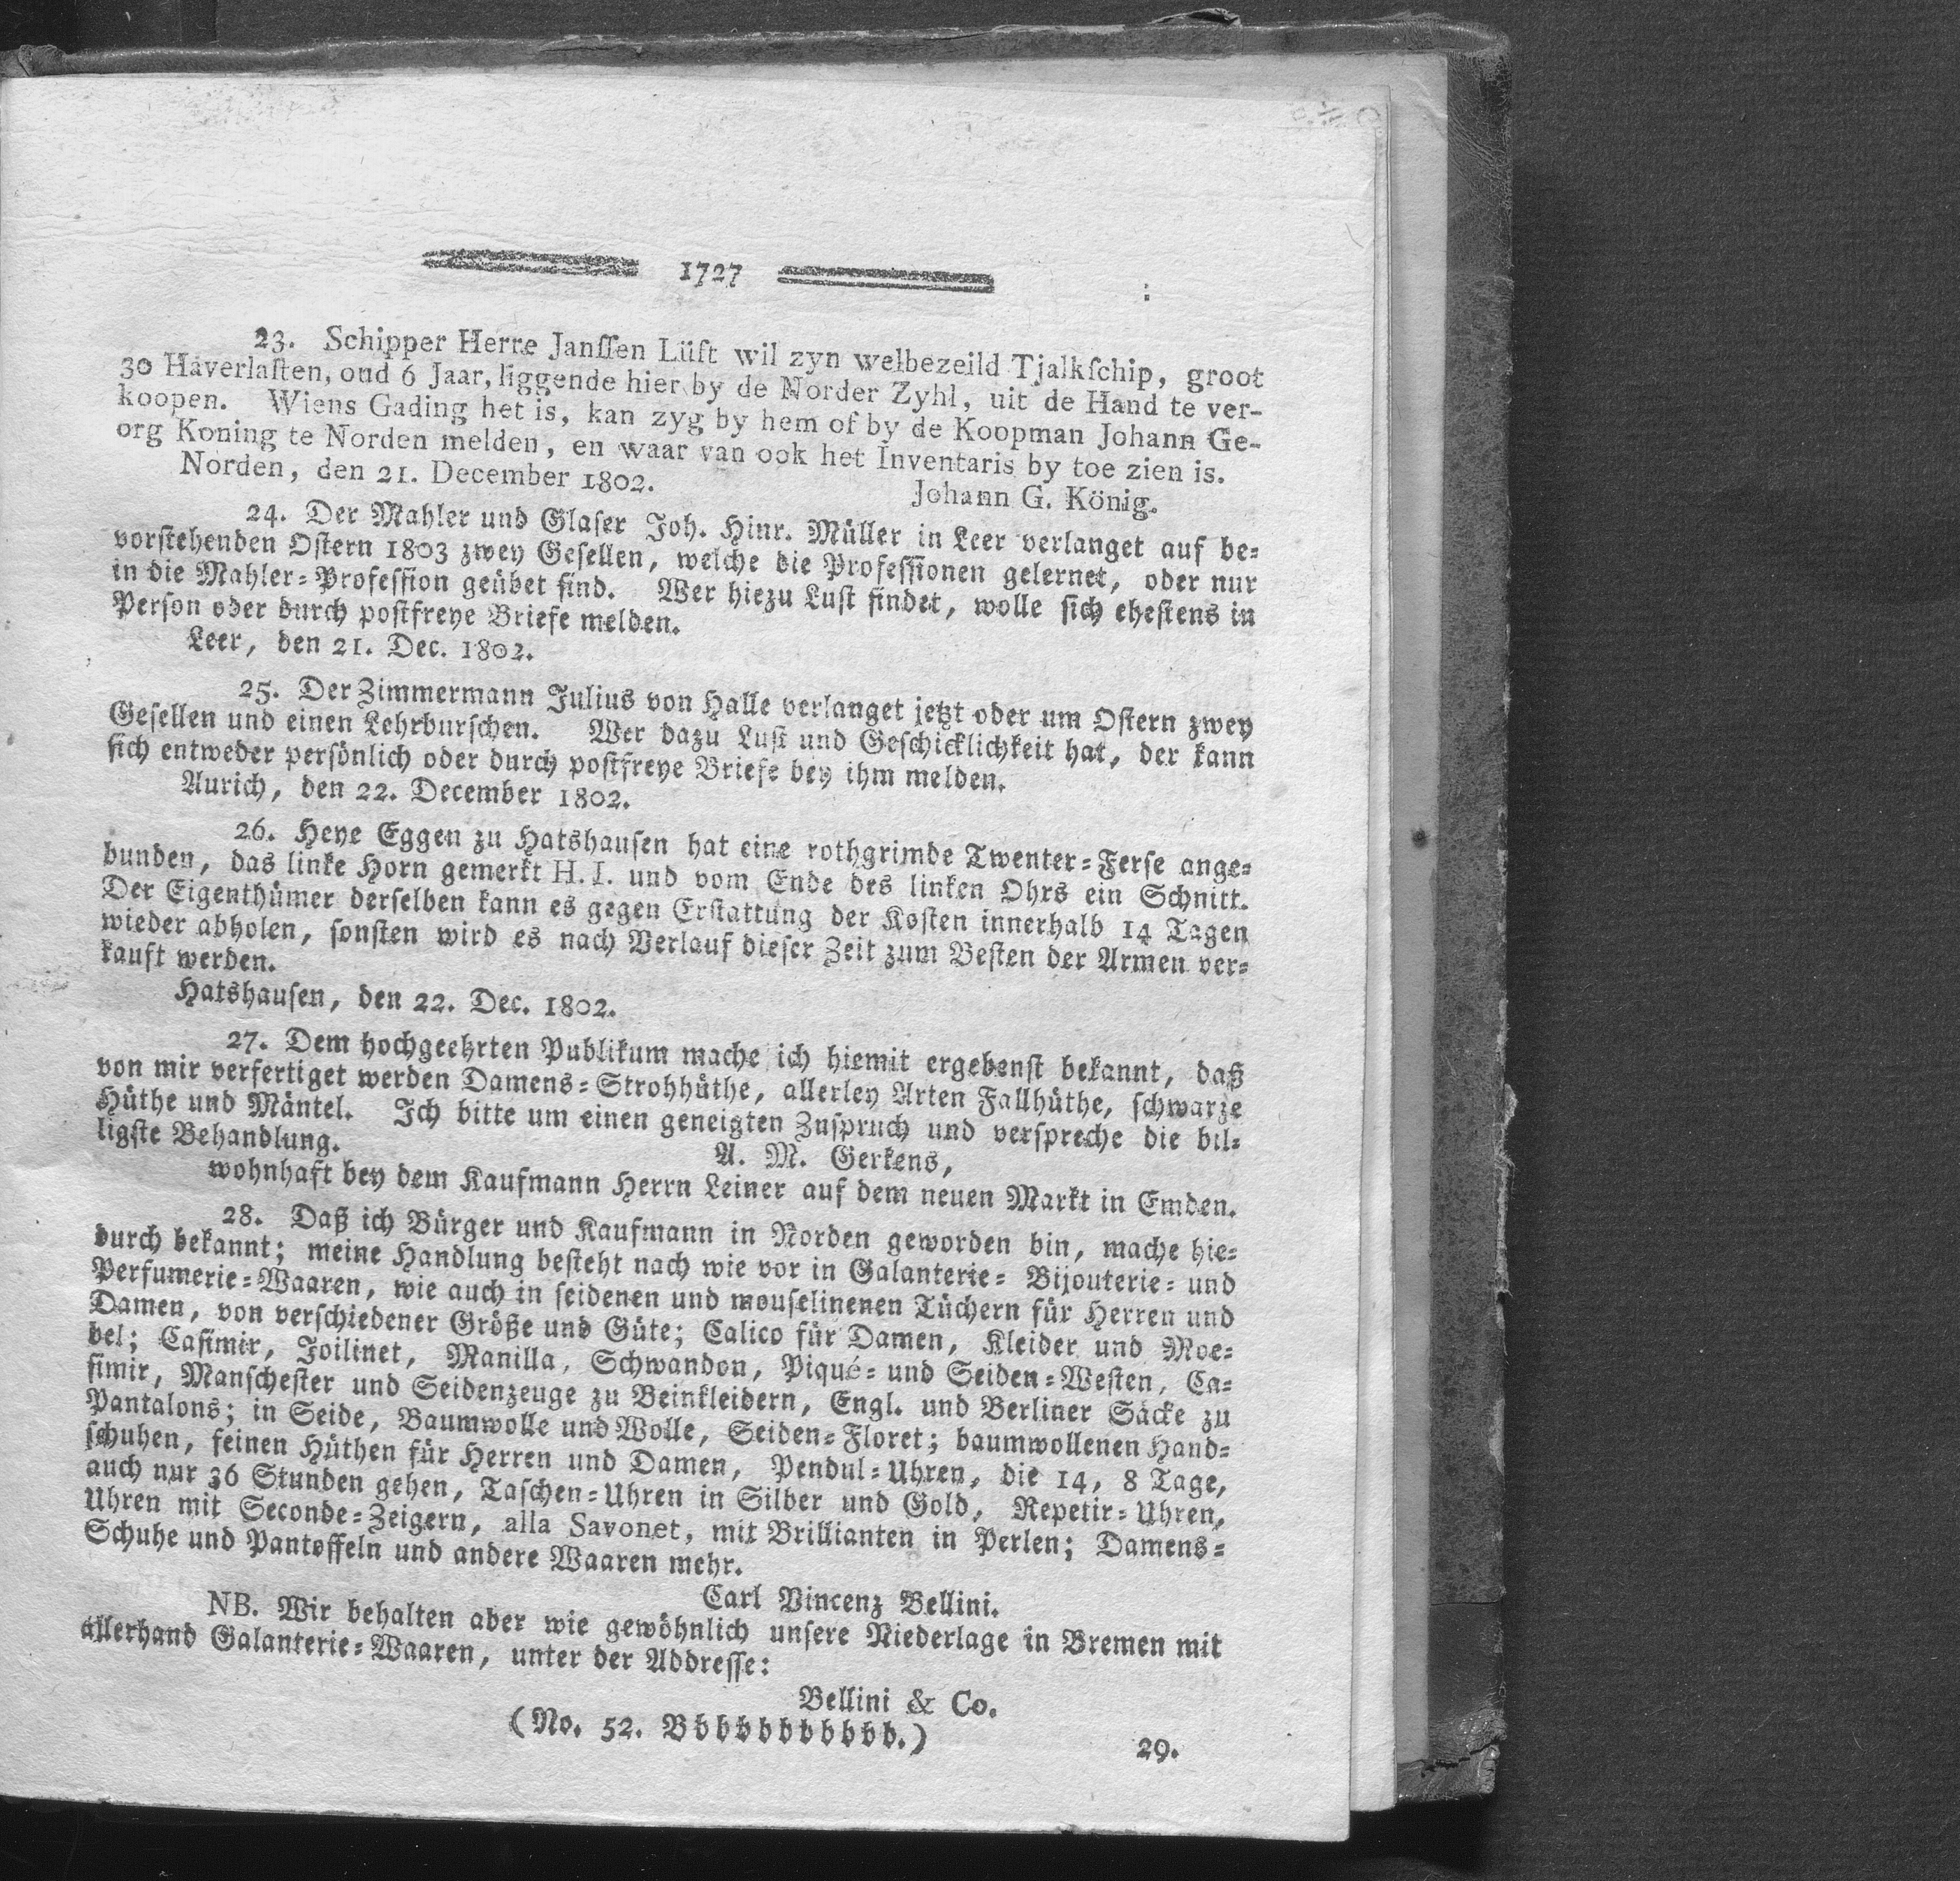 1727
23. Schipper Herre Janſſen Lüſt wil zyn welbezeild Tjalkſchip, groot
30 Haverlaſten, oud 6 Jaar, liggende hier by de Norder Zyhl, uit de Hand te ver-
koopen. Wiens Gading het is, kan zyg by hem of by de Koopman Johann Ge-
org Koning te Norden melden, en waar van ook het Inventaris by toe zien is.
Norden, den 21. December 1802. Johann G. König.
24. Der Mahler und Glaſer Joh. Hinr. Müller in Leer verlanget auf be-
vorſtehenden Oſtern 1803 zwey Geſellen, welche die Profeſſionen gelernet, oder nur
in die Mahler-Profeſſion geübet ſind. Wer hiezu Luſt findet, wolle ſich eheſtens in
Perſon oder durch poſtfreye Briefe melden.
Leer, den 21. Dec. 1802.
25. Der Zimmermann Julius von Halle verlanget jetzt oder um Oſtern zwey
Geſellen und einen Lehrburſchen. Wer dazu Luſt und Geſchicklichkeit hat, der kann
ſich entweder perſönlich oder durch poſtfreye Briefe bey ihm melden.
Aurich, den 22. December 1802.
26. Heye Eggen zu Hatshauſen hat eine rothgrimde Twenter-Ferſe ange-
bunden, das linke Horn gemerkt H. I. und vom Ende des linken Ohrs ein Schnitt.
Der Eigenthümer derſelben kann es gegen Erſtattung der Koſten innerhalb 14 Tagen
wieder abholen, ſonſten wird es nach Verlauf dieſer Zeit zum Beſten der Armen ver-
kauft werden.
Hatshauſen, den 22. Dec. 1802.
27. Dem hochgeehrten Publikum mache ich hiemit ergebenſt bekannt, daß
von mir verfertiget werden Damens-Strohhüthe, allerley Arten Fallhüthe, ſchwarze
Hüthe und Mäntel. Ich bitte um einen geneigten Zuſpruch und verſpreche die bil-
ligſte Behandlung. A. M. Gerkens,
wohnhaft bey dem Kaufmann Herrn Leiner auf dem neuen Markt in Emden.
28. Daß ich Bürger und Kaufmann in Norden geworden bin, mache hie-
durch bekannt; meine Handlung beſteht nach wie vor in Galanterie- Bijouterie- und
Perfumerie-Waaren, wie auch in ſeidenen und mouſelinenen Tüchern für Herren und
Damen, von verſchiedener Größe und Güte; Calico für Damen, Kleider und Moe-
bel; Caſimir, Joilinet, Manilla, Schwandon, Piqué- und Seiden-Weſten, Ca-
ſimir, Manſcheſter und Seidenzeuge zu Beinkleidern, Engl. und Berliner Säcke zu
Pantalons; in Seide, Baumwolle und Wolle, Seiden-Floret; baumwollenen Hand-
ſchuhen, feinen Hüthen für Herren und Damen, Pendul-Uhren, die 14, 8 Tage,
auch nur 36 Stunden gehen, Taſchen-Uhren in Silber und Gold, Repetir-Uhren,
Uhren mit Seconde-Zeigern, alla Savonet, mit Brillianten in Perlen; Damens-
Schuhe und Pantoffeln und andere Waaren mehr.
Carl Vincenz Bellini.
NB. Wir behalten aber wie gewöhnlich unſere Niederlage in Bremen mit
allerhand Galanterie-Waaren, unter der Addreſſe:
Bellini & Co.
(No. 52. Bbbbbbbbbbb.) 29.